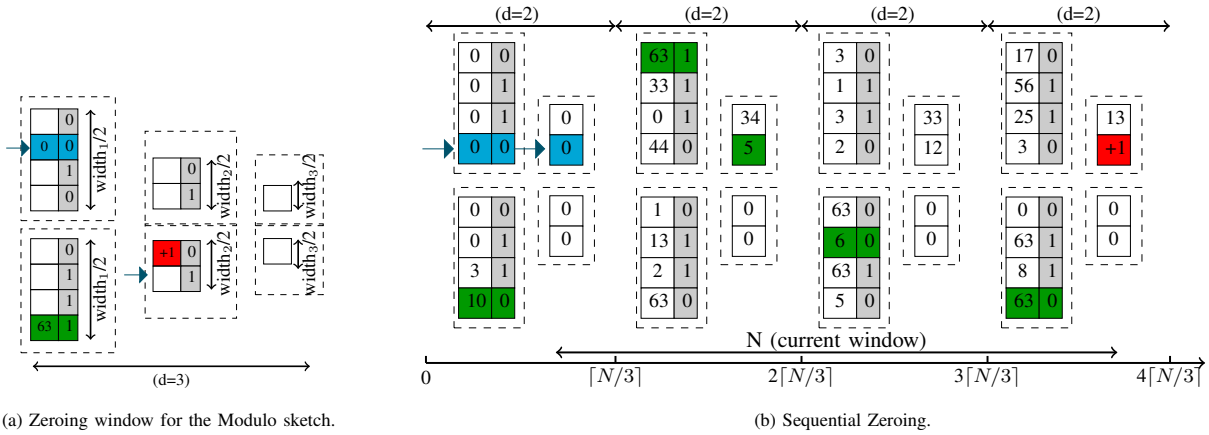 (d=2) (d=2) (d=2) (d=2)
0 0 63 1 3 0 17 0
0 1 33 1 1 1 56 1
0 1 0 0 1 34 3 1 33 25 1 13
0 0 0 44 0 5 2 0 12 3 0 +1
0
0 0
1
0
width₁/2
0
1
width₂/2
width₃/2
0
1
1
63 1
width₁/2
+1 0
1
width₂/2
width₃/2
(d=3)
0 0 0 1 0 0 63 0 0 0 0 0
0 1 0 13 1 0 6 0 0 63 1 0
3 1 2 1 63 1 8 1
10 0 63 0 5 0 63 0
N (current window)
0 ⌈N/3⌉ 2⌈N/3⌉ 3⌈N/3⌉ 4⌈N/3⌉
(a) Zeroing window for the Modulo sketch.
(b) Sequential Zeroing.